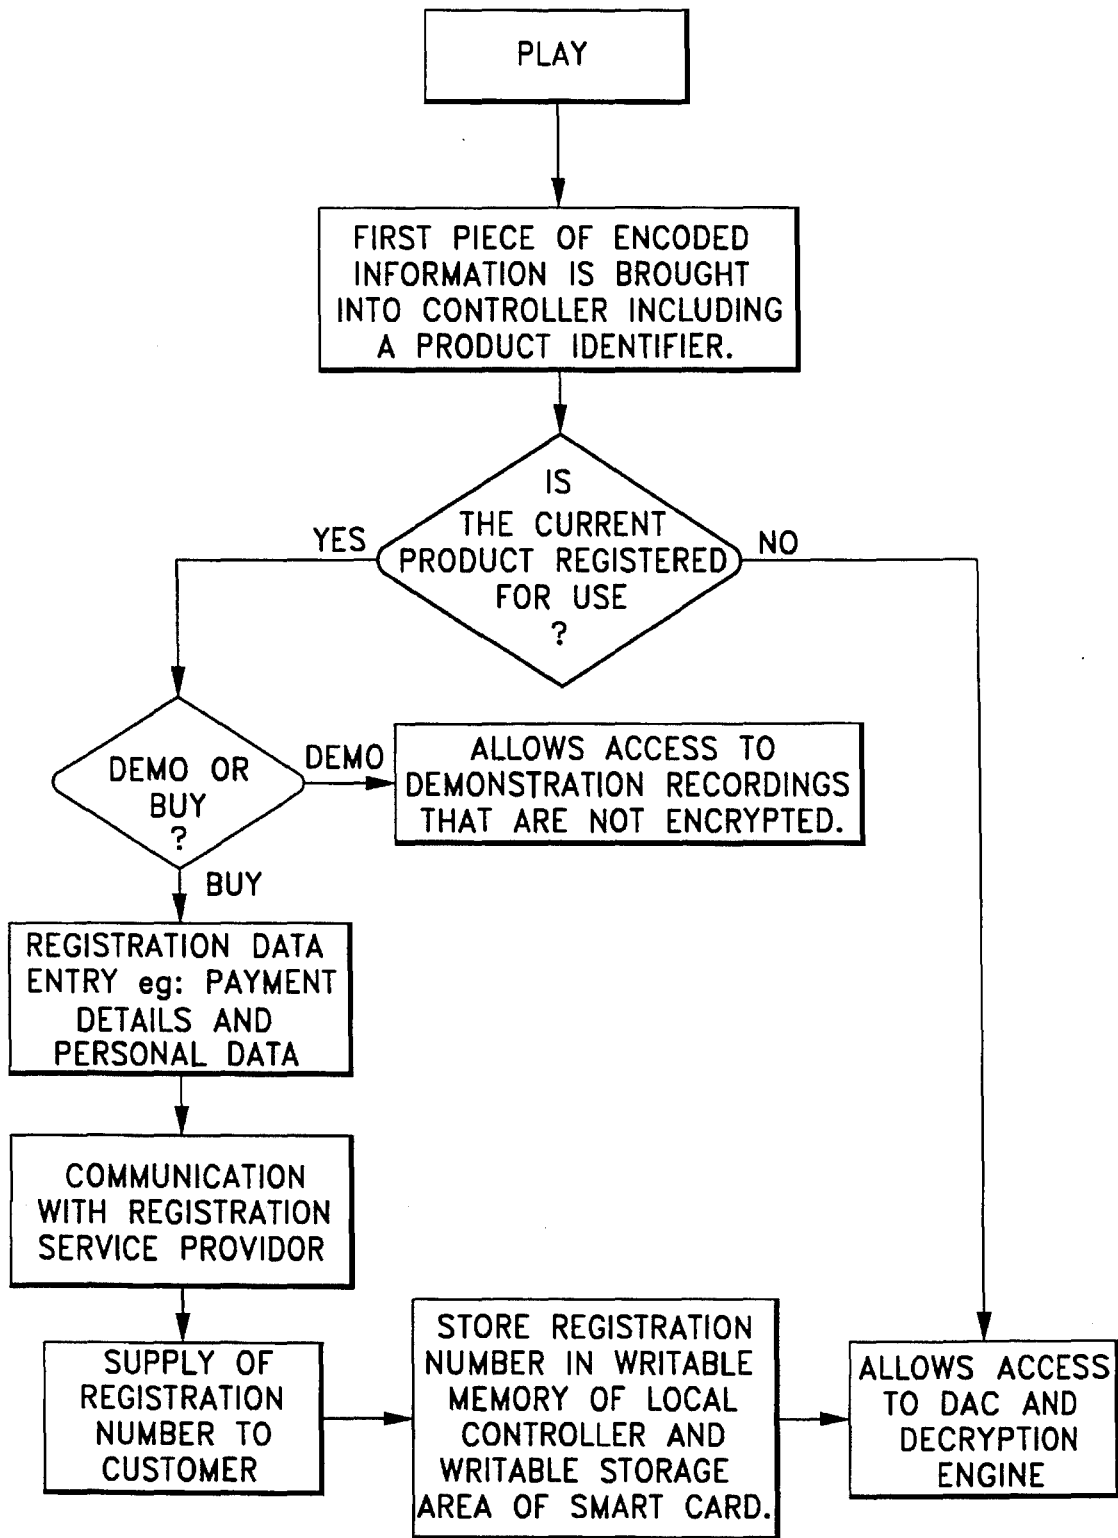 PLAY
FIRST PIECE OF ENCODED
INFORMATION IS BROUGHT
INTO CONTROLLER INCLUDING
A PRODUCT IDENTIFIER.
IS
THE CURRENT
PRODUCT REGISTERED
FOR USE
?
YES
NO
DEMO OR
BUY
?
DEMO
ALLOWS ACCESS TO
DEMONSTRATION RECORDINGS
THAT ARE NOT ENCRYPTED.
BUY
REGISTRATION DATA
ENTRY eg: PAYMENT
DETAILS AND
PERSONAL DATA
COMMUNICATION
WITH REGISTRATION
SERVICE PROVIDOR
SUPPLY OF
REGISTRATION
NUMBER TO
CUSTOMER
STORE REGISTRATION
NUMBER IN WRITABLE
MEMORY OF LOCAL
CONTROLLER AND
WRITABLE STORAGE
AREA OF SMART CARD.
ALLOWS ACCESS
TO DAC AND
DECRYPTION
ENGINE